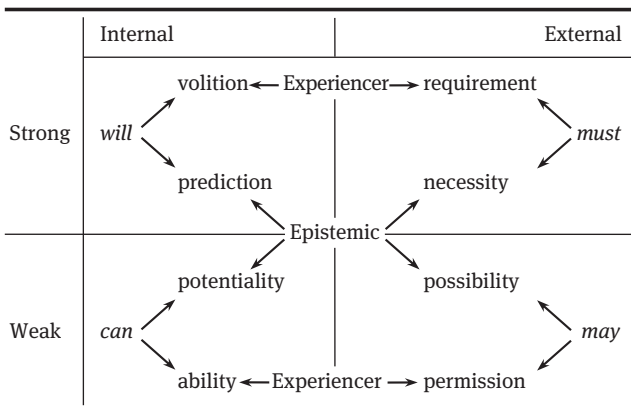 Internal External
volition Experiencer requirement
Strong will must
prediction necessity
Epistemic
potentiality possibility
Weak can may
ability Experiencer permission